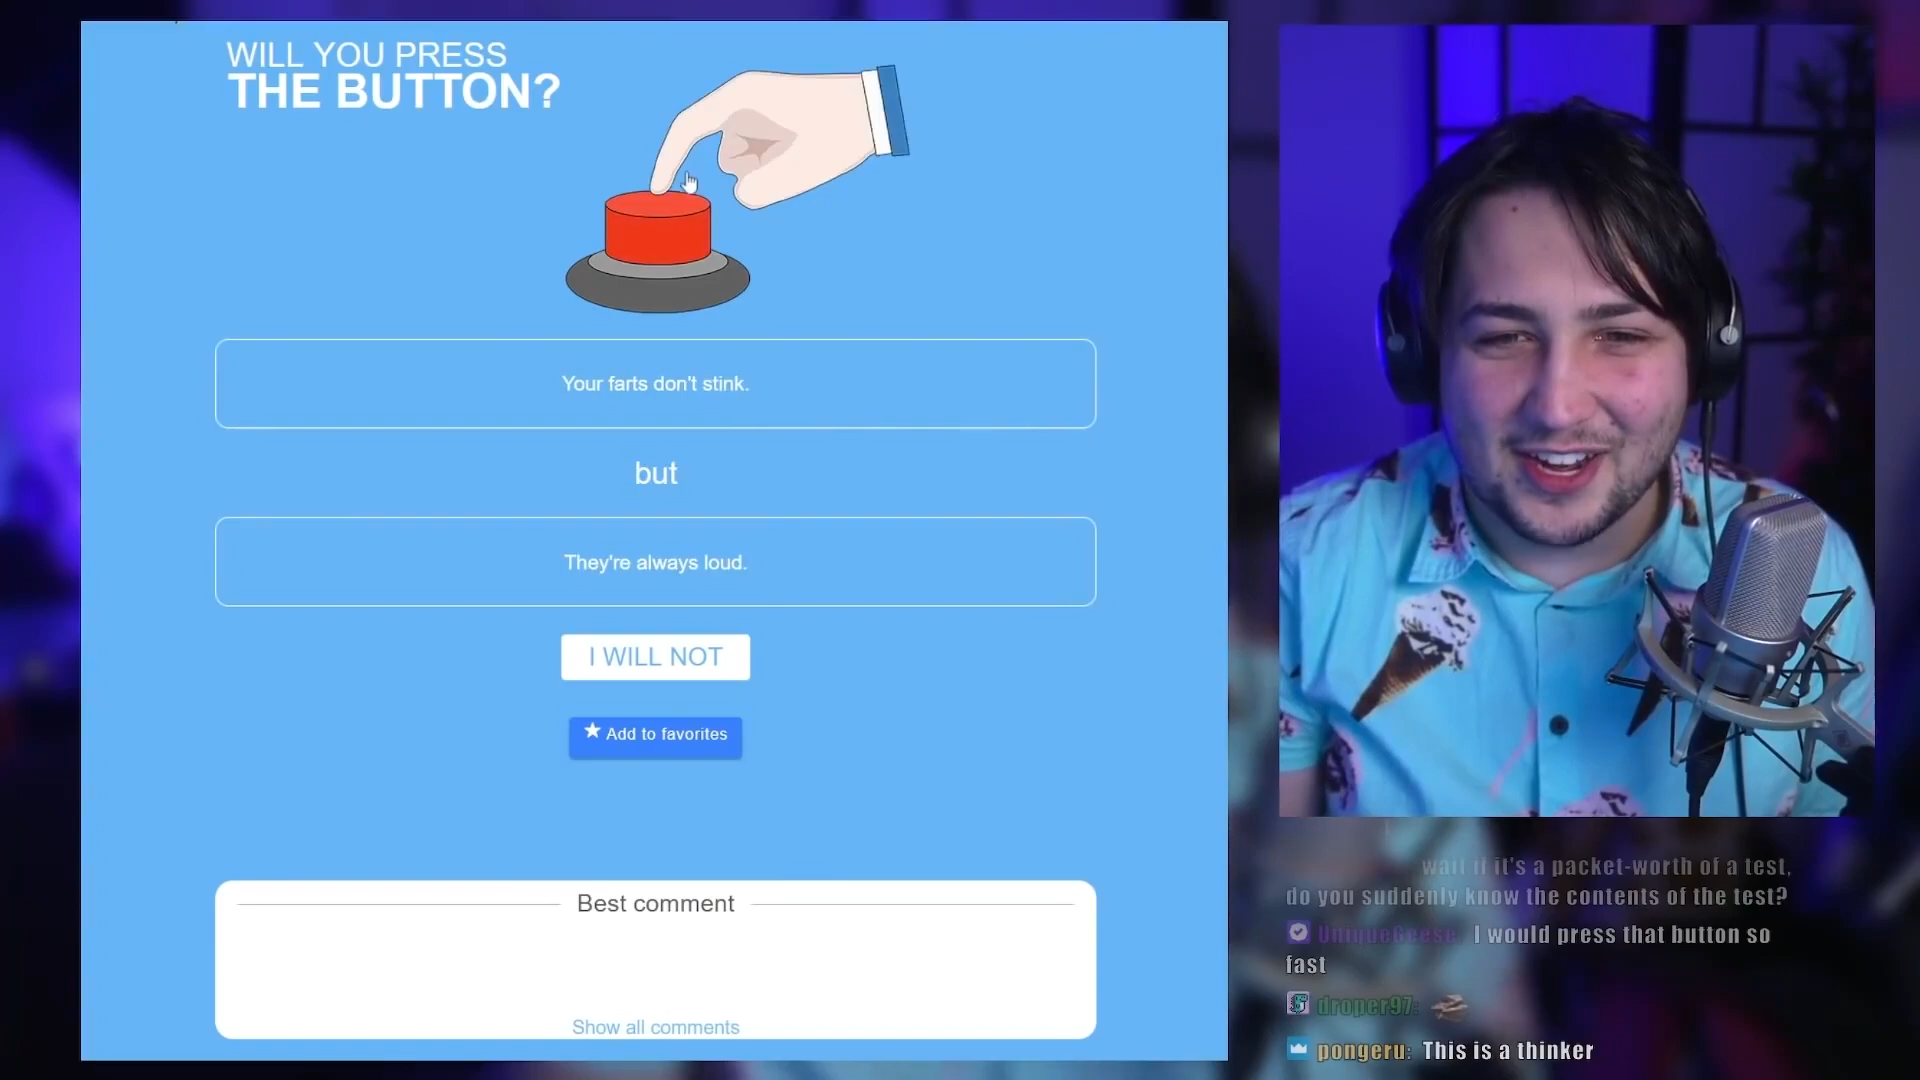 WILL YOU PRESS
THE BUTTON?
Your farts don't stink.
but
They're always loud.
I WILL NOT
★ Add to favorites
Best comment
Show all comments
wait if it's a packet-worth of a test,
do you suddenly know the contents of the test?
UniqueGeese: I would press that button so
fast
droper97:
pongeru: This is a thinker